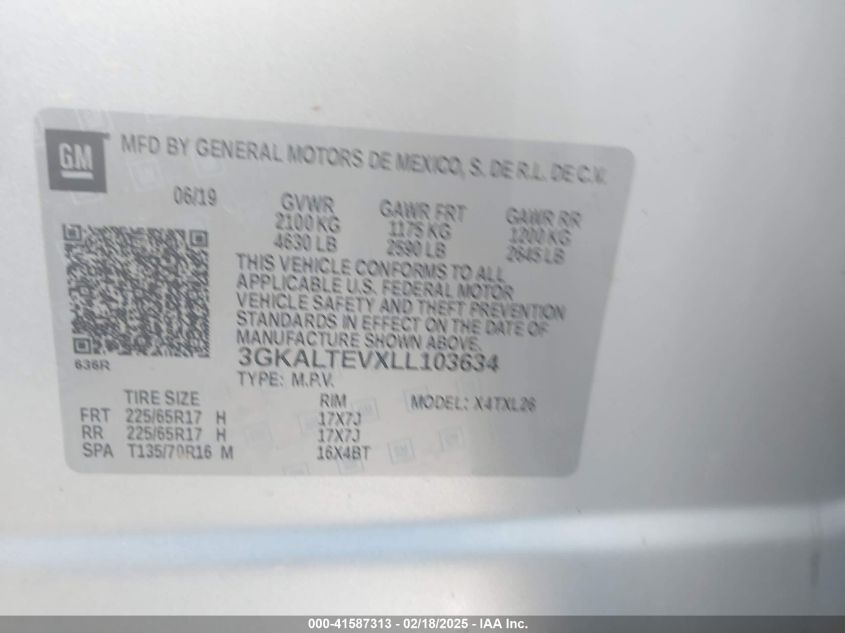 GM
MFD BY GENERAL MOTORS DE MEXICO, S. DE R.L. DE C.V.
06/19
GVWR
2100 KG
4630 LB
GAWR FRT
1175 KG
2590 LB
GAWR RR
1200 KG
2645 LB
THIS VEHICLE CONFORMS TO ALL
APPLICABLE U.S. FEDERAL MOTOR
VEHICLE SAFETY AND THEFT PREVENTION
STANDARDS IN EFFECT ON THE DATE OF
MANUFACTURE SHOWN ABOVE.
3GKALTEVXLL103634
636R
TYPE: M.P.V.
TIRE SIZE
RIM
MODEL: X4TXL26
FRT 225/65R17 H 17X7J
RR 225/65R17 H 17X7J
SPA T135/70R16 M 16X4BT
000-41587313 - 02/18/2025 - IAA Inc.